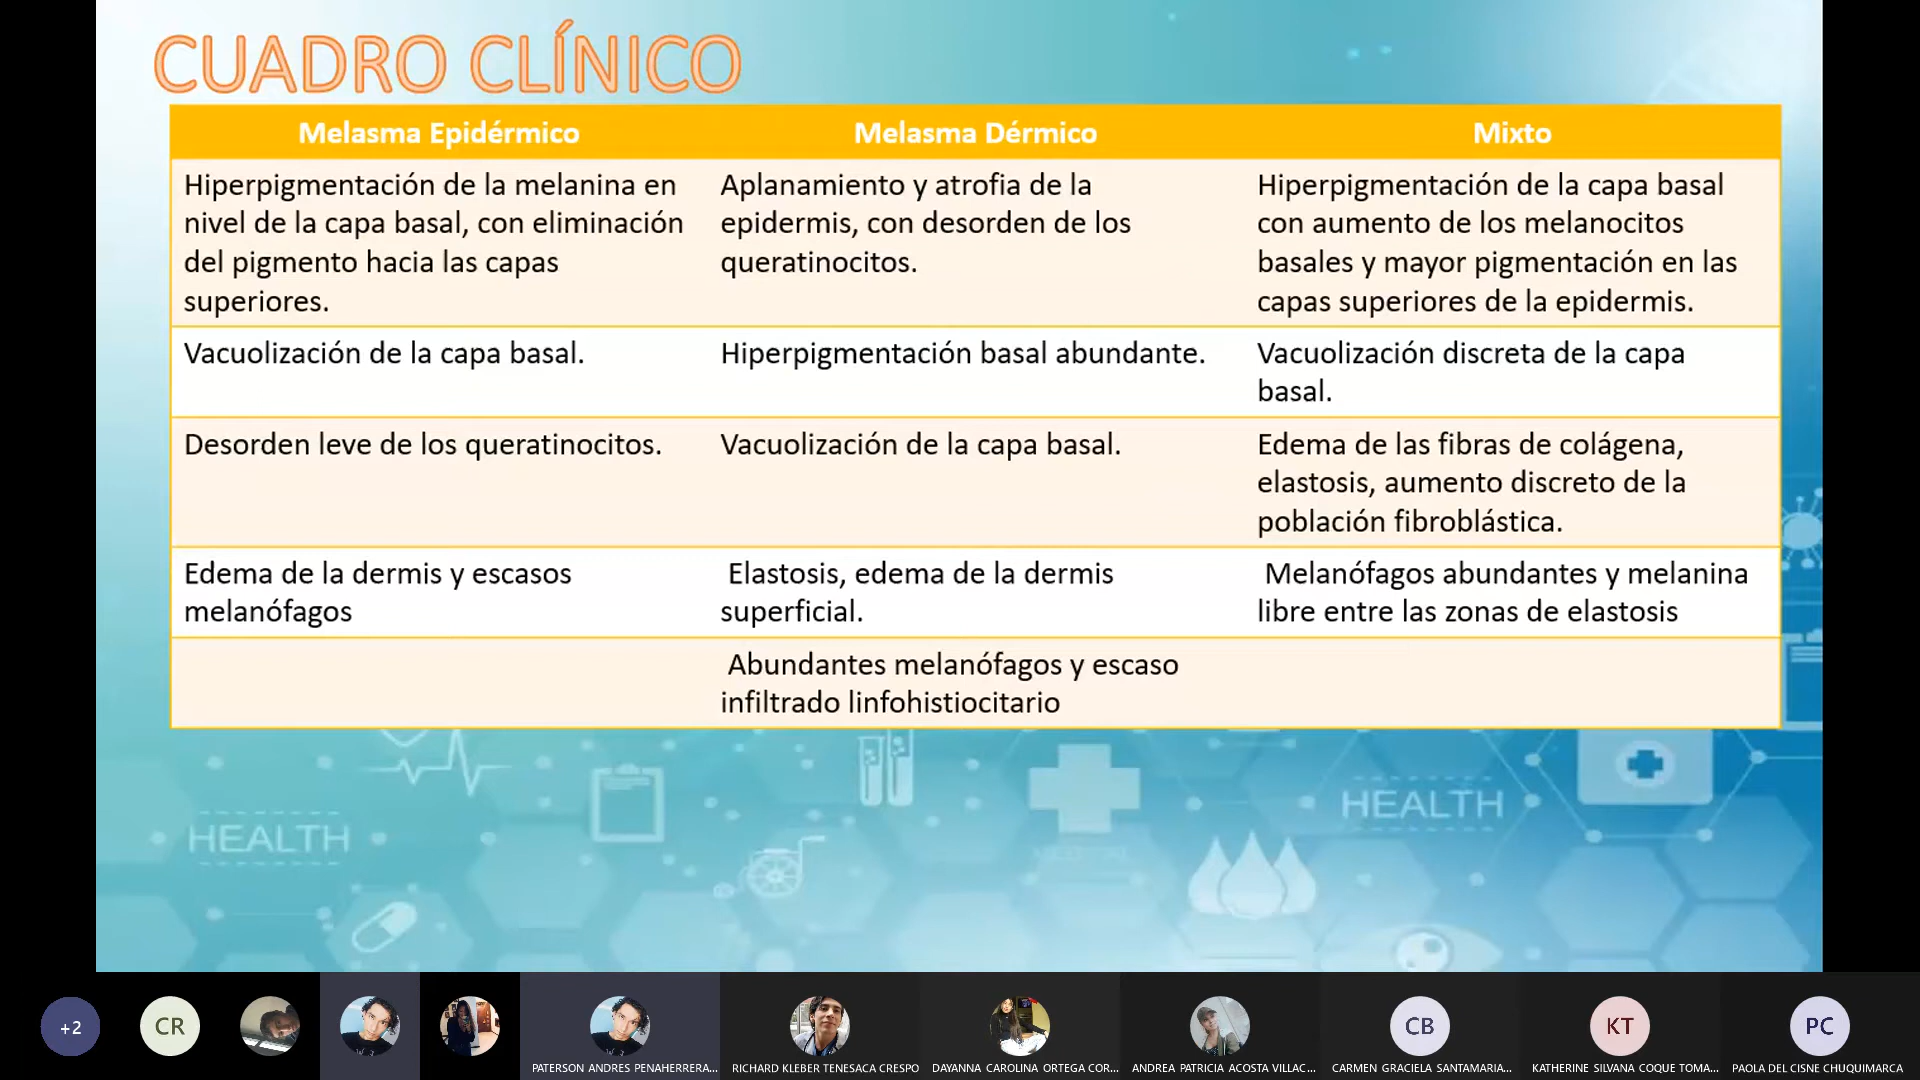 CUADRO CLÍNICO
Melasma Epidérmico
Melasma Dérmico
Mixto
Hiperpigmentación de la melanina en
nivel de la capa basal, con eliminación
del pigmento hacia las capas
superiores.
Aplanamiento y atrofia de la
epidermis, con desorden de los
queratinocitos.
Hiperpigmentación de la capa basal
con aumento de los melanocitos
basales y mayor pigmentación en las
capas superiores de la epidermis.
Vacuolización de la capa basal.
Hiperpigmentación basal abundante.
Vacuolización discreta de la capa
basal.
Desorden leve de los queratinocitos.
Vacuolización de la capa basal.
Edema de las fibras de colágena,
elastosis, aumento discreto de la
población fibroblástica.
Edema de la dermis y escasos
melanófagos
Elastosis, edema de la dermis
superficial.
Melanófagos abundantes y melanina
libre entre las zonas de elastosis
Abundantes melanófagos y escaso
infiltrado linfohistiocitario
HEALTH
HEALTH
+2
CR
CB
KT
PC
PATERSON ANDRES PENAHERRERA...
RICHARD KLEBER TENESACA CRESPO
DAYANNA CAROLINA ORTEGA COR...
ANDREA PATRICIA ACOSTA VILLAC...
CARMEN GRACIELA SANTAMARIA...
KATHERINE SILVANA COQUE TOMA...
PAOLA DEL CISNE CHUQUIMARCA